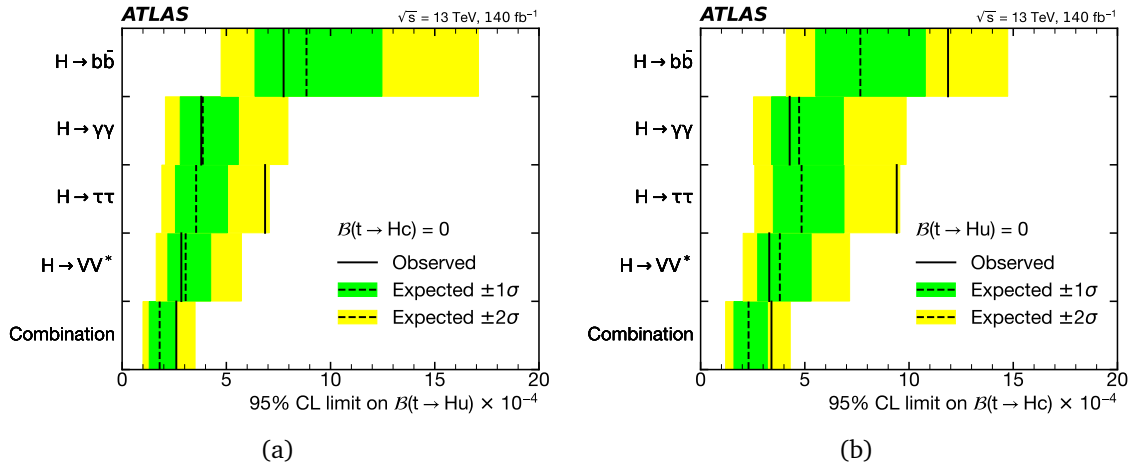 ATLAS
√s = 13 TeV, 140 fb⁻¹
H → bb̄
H → γγ
H → ττ
H → VV*
Combination
ℬ(t → Hc) = 0
Observed
Expected ±1σ
Expected ±2σ
0 5 10 15 20
95% CL limit on ℬ(t → Hu) × 10⁻⁴
(a)
ATLAS
√s = 13 TeV, 140 fb⁻¹
H → bb̄
H → γγ
H → ττ
H → VV*
Combination
ℬ(t → Hu) = 0
Observed
Expected ±1σ
Expected ±2σ
0 5 10 15 20
95% CL limit on ℬ(t → Hc) × 10⁻⁴
(b)